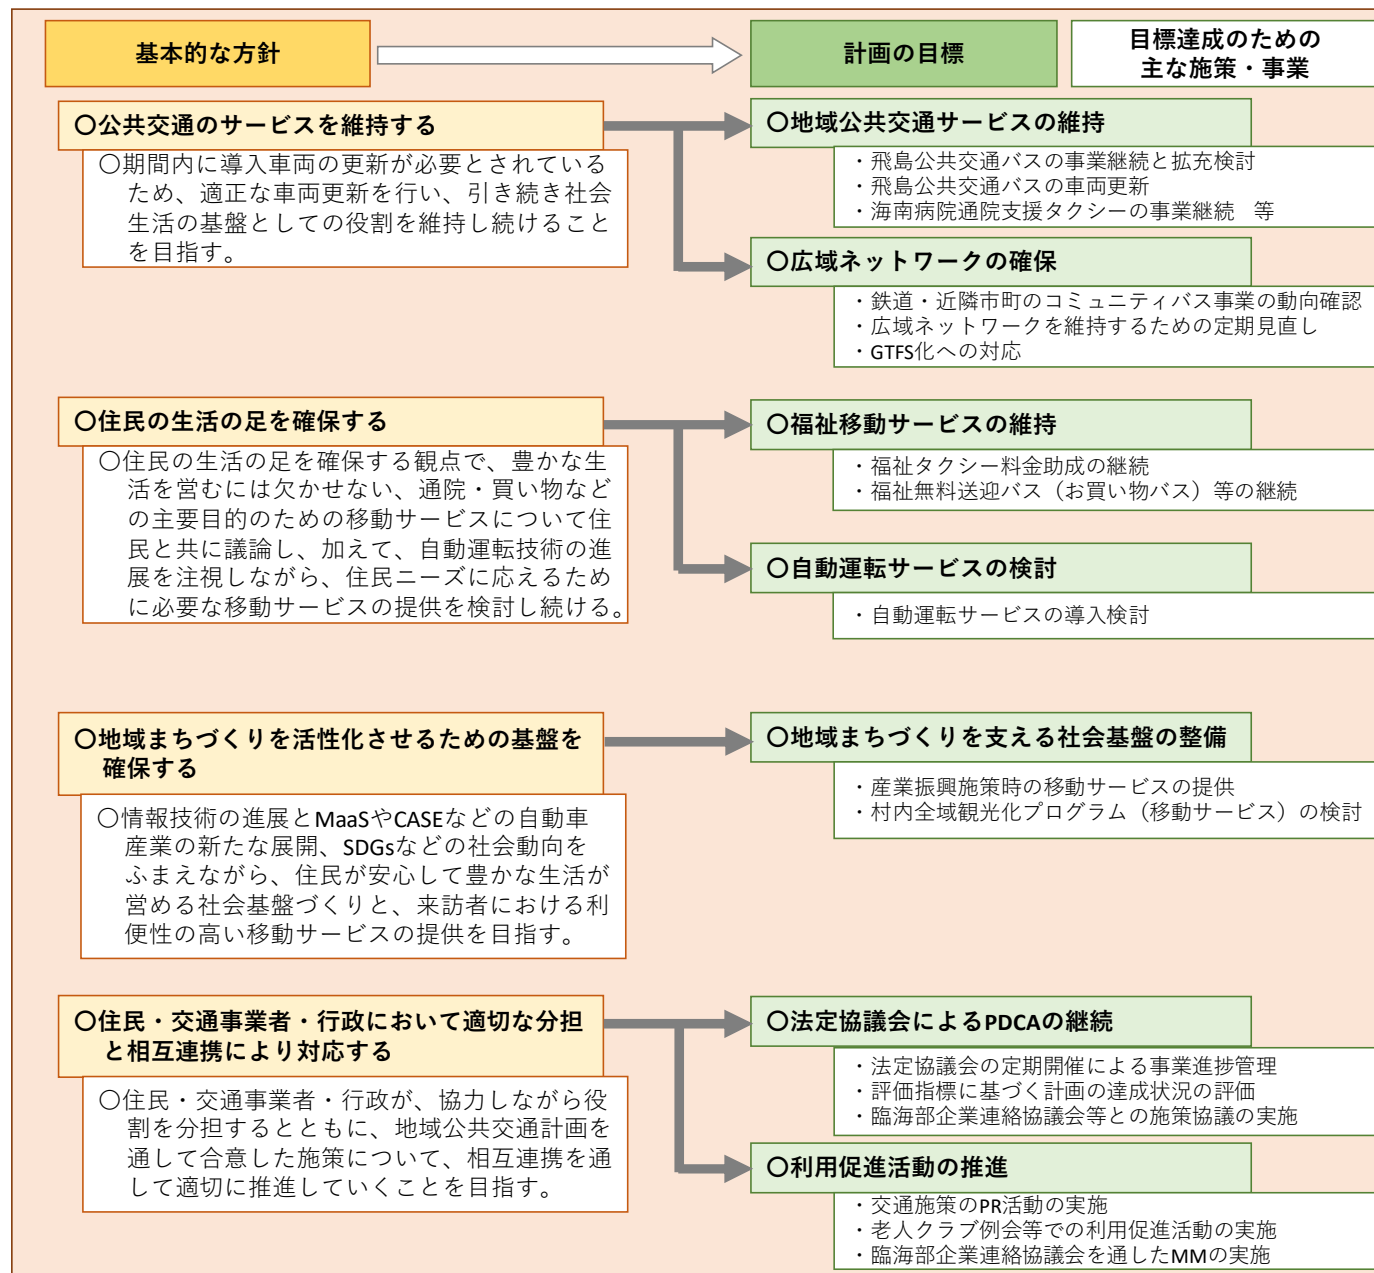 基本的な方針
計画の目標
目標達成のための
主な施策・事業
〇公共交通のサービスを維持する
〇期間内に導入車両の更新が必要とされている
ため、適正な車両更新を行い、引き続き社会
生活の基盤としての役割を維持し続けること
を目指す。
〇地域公共交通サービスの維持
・飛島公共交通バスの事業継続と拡充検討
・飛島公共交通バスの車両更新
・海南病院通院支援タクシーの事業継続　等
〇広域ネットワークの確保
・鉄道・近隣市町のコミュニティバス事業の動向確認
・広域ネットワークを維持するための定期見直し
・GTFS化への対応
〇住民の生活の足を確保する
〇住民の生活の足を確保する観点で、豊かな生
活を営むには欠かせない、通院・買い物など
の主要目的のための移動サービスについて住
民と共に議論し、加えて、自動運転技術の進
展を注視しながら、住民ニーズに応えるため
に必要な移動サービスの提供を検討し続ける。
〇福祉移動サービスの維持
・福祉タクシー料金助成の継続
・福祉無料送迎バス（お買い物バス）等の継続
〇自動運転サービスの検討
・自動運転サービスの導入検討
〇地域まちづくりを活性化させるための基盤を
確保する
〇情報技術の進展とMaaSやCASEなどの自動車
産業の新たな展開、SDGsなどの社会動向を
ふまえながら、住民が安心して豊かな生活が
営める社会基盤づくりと、来訪者における利
便性の高い移動サービスの提供を目指す。
〇地域まちづくりを支える社会基盤の整備
・産業振興施策時の移動サービスの提供
・村内全域観光化プログラム（移動サービス）の検討
〇住民・交通事業者・行政において適切な分担
と相互連携により対応する
〇住民・交通事業者・行政が、協力しながら役
割を分担するとともに、地域公共交通計画を
通して合意した施策について、相互連携を通
して適切に推進していくことを目指す。
〇法定協議会によるPDCAの継続
・法定協議会の定期開催による事業進捗管理
・評価指標に基づく計画の達成状況の評価
・臨海部企業連絡協議会等との施策協議の実施
〇利用促進活動の推進
・交通施策のPR活動の実施
・老人クラブ例会等での利用促進活動の実施
・臨海部企業連絡協議会を通したMMの実施